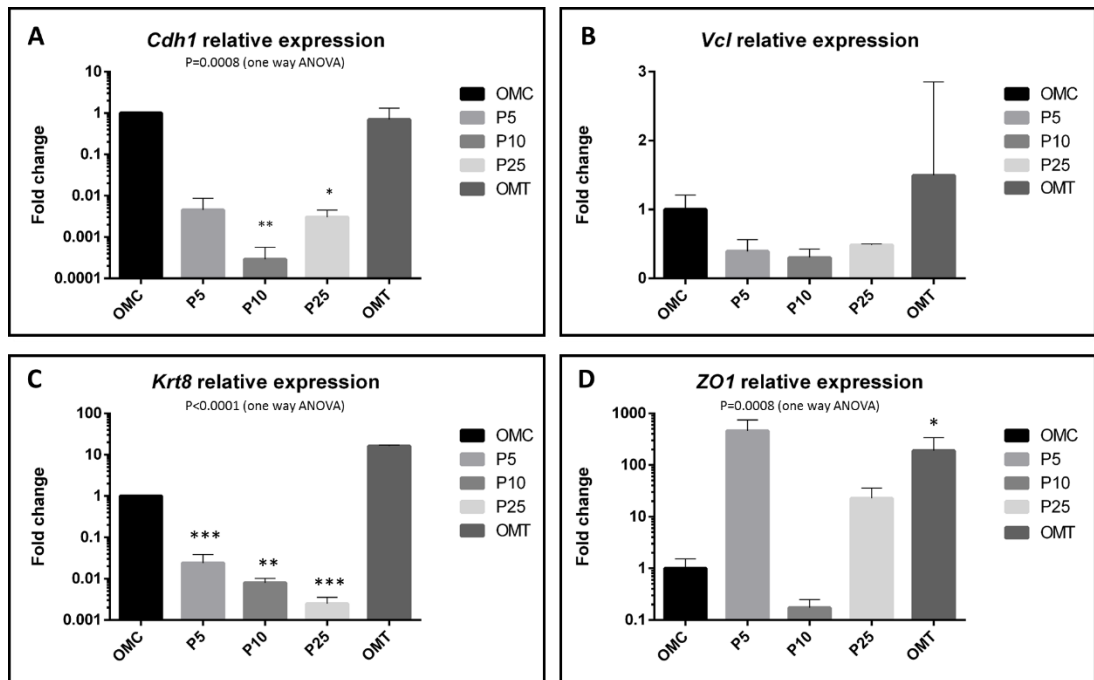 A
Cdh1 relative expression
P=0.0008 (one way ANOVA)
Fold change
10
1
0.1
0.01
0.001
0.0001
**
*
OMC
P5
P10
P25
OMT
OMC
P5
P10
P25
OMT
B
Vcl relative expression
Fold change
3
2
1
0
OMC
P5
P10
P25
OMT
OMC
P5
P10
P25
OMT
C
Krt8 relative expression
P<0.0001 (one way ANOVA)
Fold change
100
10
1
0.1
0.01
0.001
***
**
***
OMC
P5
P10
P25
OMT
OMC
P5
P10
P25
OMT
D
ZO1 relative expression
P=0.0008 (one way ANOVA)
Fold change
1000
100
10
1
0.1
*
OMC
P5
P10
P25
OMT
OMC
P5
P10
P25
OMT